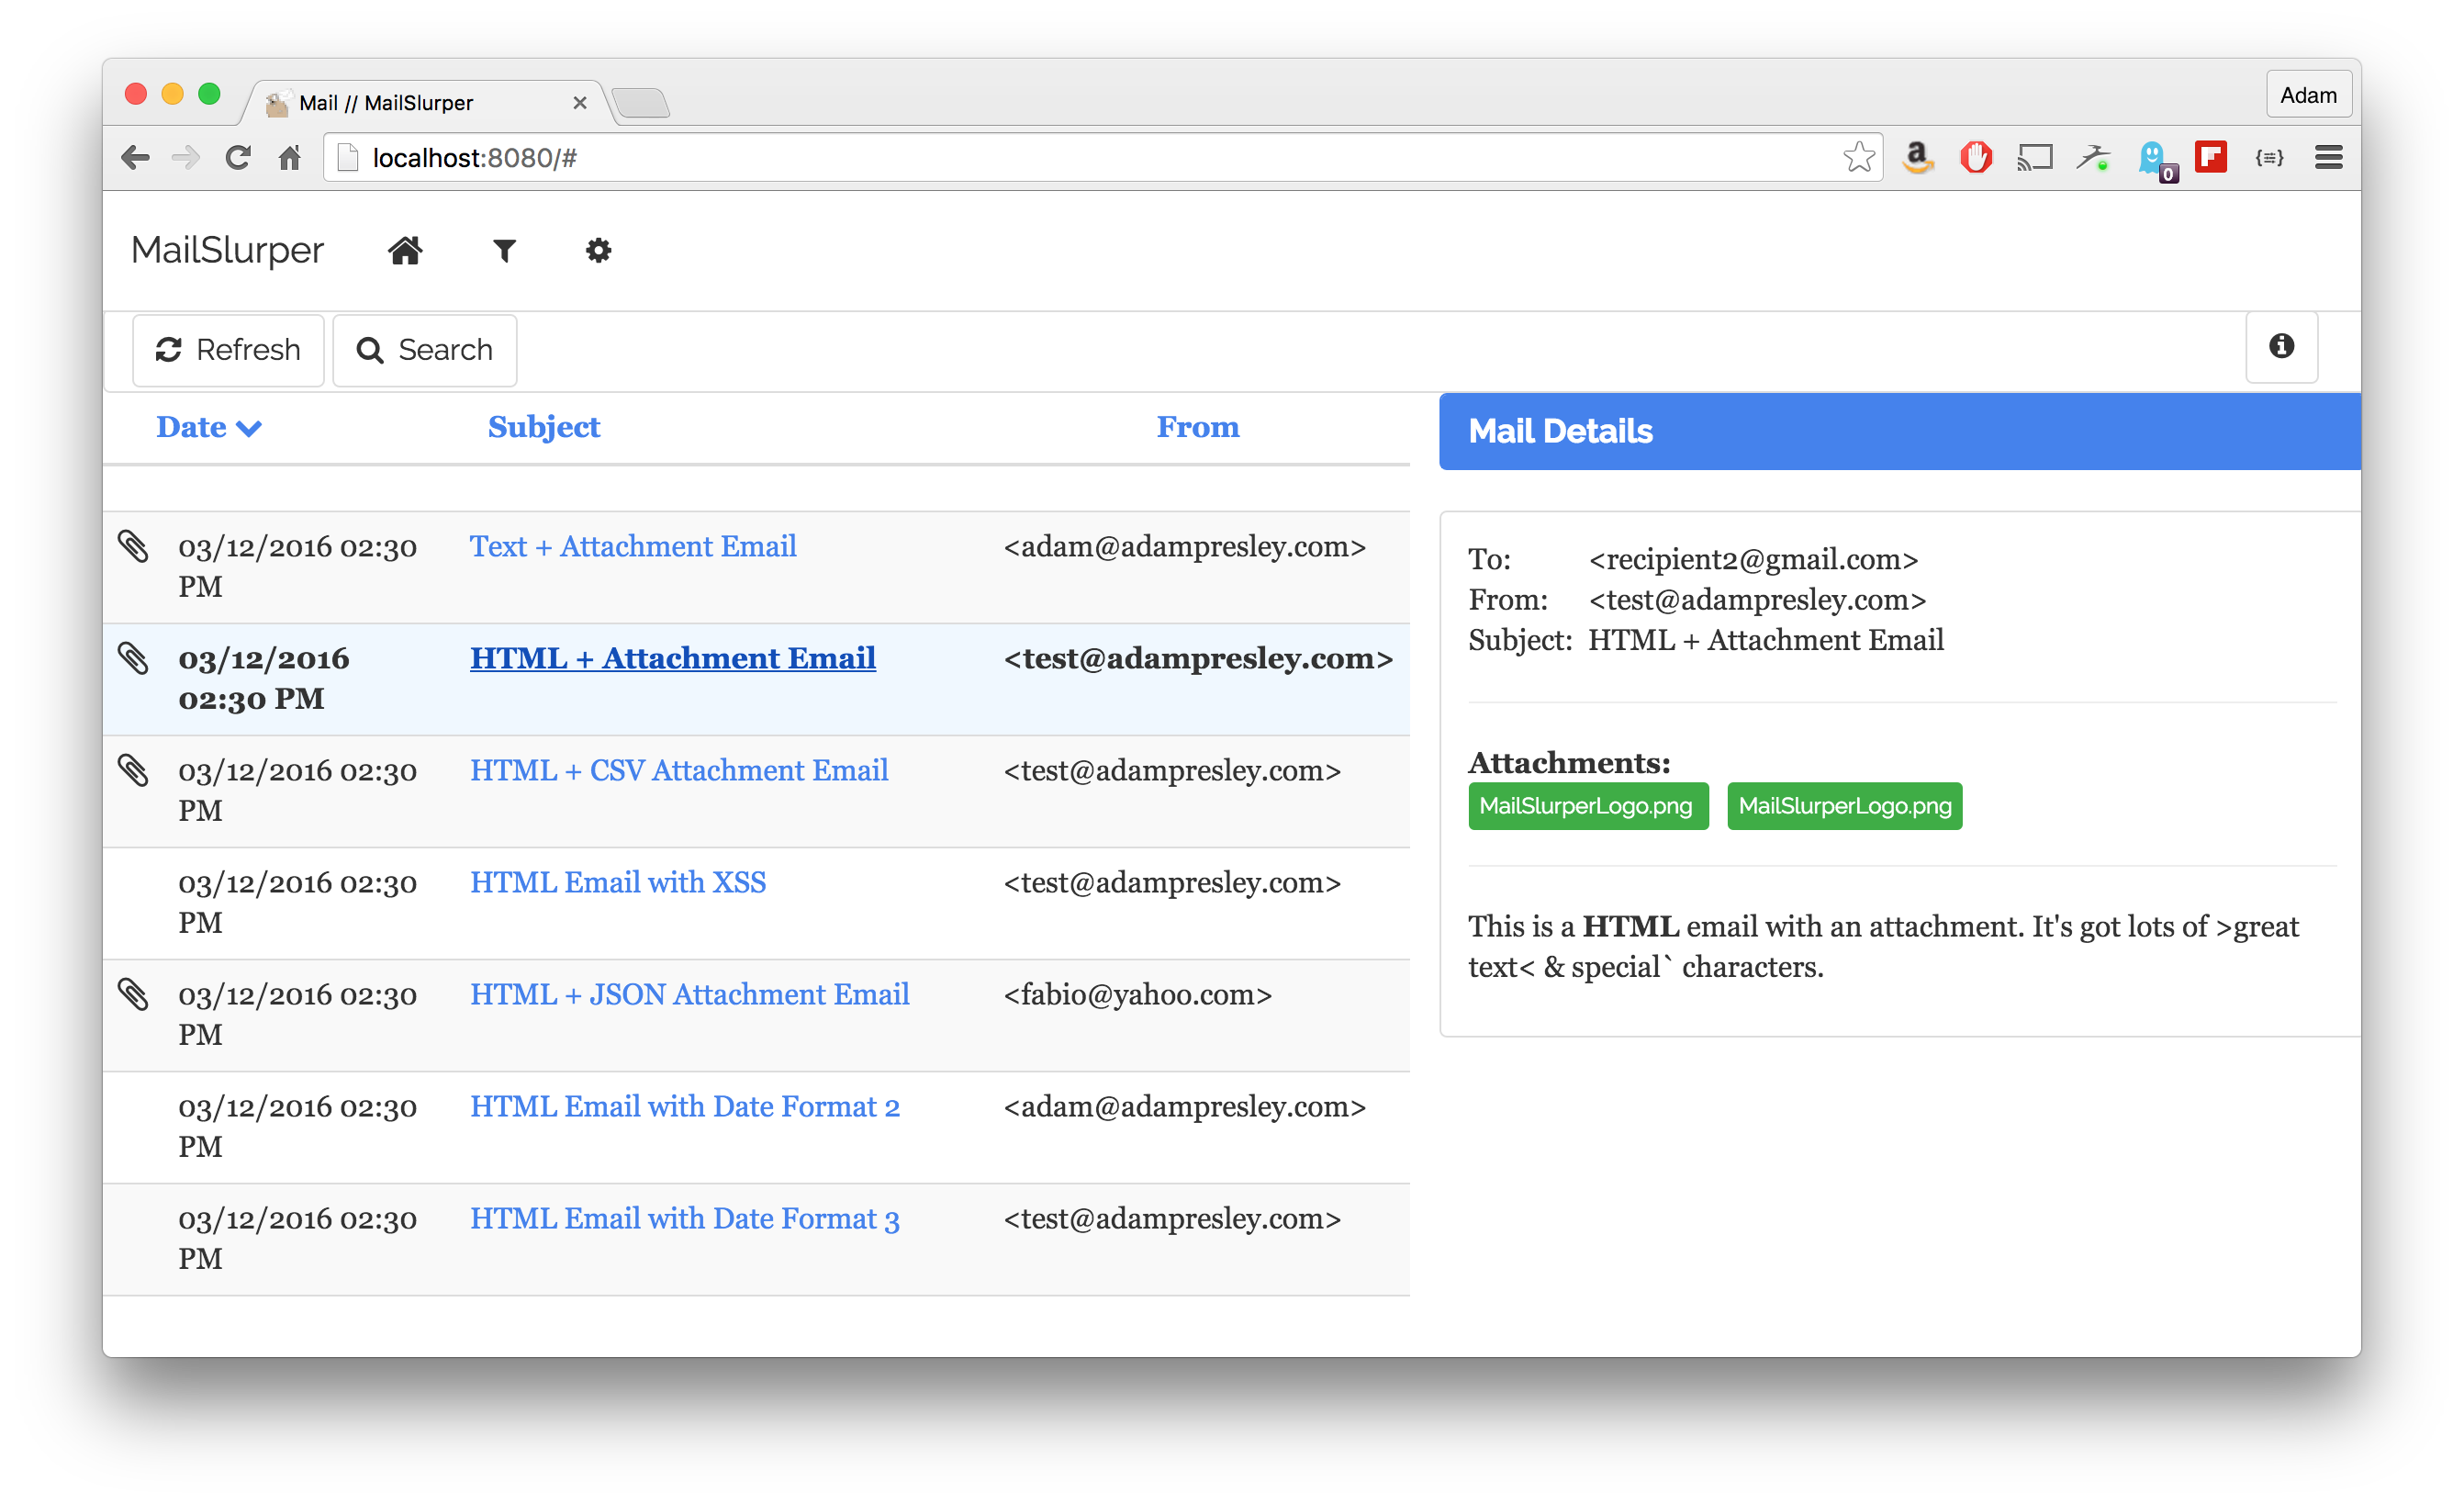 Mail // MailSlurper
Adam
localhost:8080/#
a
0
MailSlurper
Refresh
Search
Date
Subject
From
03/12/2016 02:30
PM
Text + Attachment Email
<adam@adampresley.com>
03/12/2016
02:30 PM
HTML + Attachment Email
<test@adampresley.com>
03/12/2016 02:30
PM
HTML + CSV Attachment Email
<test@adampresley.com>
03/12/2016 02:30
PM
HTML Email with XSS
<test@adampresley.com>
03/12/2016 02:30
PM
HTML + JSON Attachment Email
<fabio@yahoo.com>
03/12/2016 02:30
PM
HTML Email with Date Format 2
<adam@adampresley.com>
03/12/2016 02:30
PM
HTML Email with Date Format 3
<test@adampresley.com>
Mail Details
To: <recipient2@gmail.com>
From: <test@adampresley.com>
Subject: HTML + Attachment Email
Attachments:
MailSlurperLogo.png MailSlurperLogo.png
This is a HTML email with an attachment. It's got lots of >great
text< & special` characters.